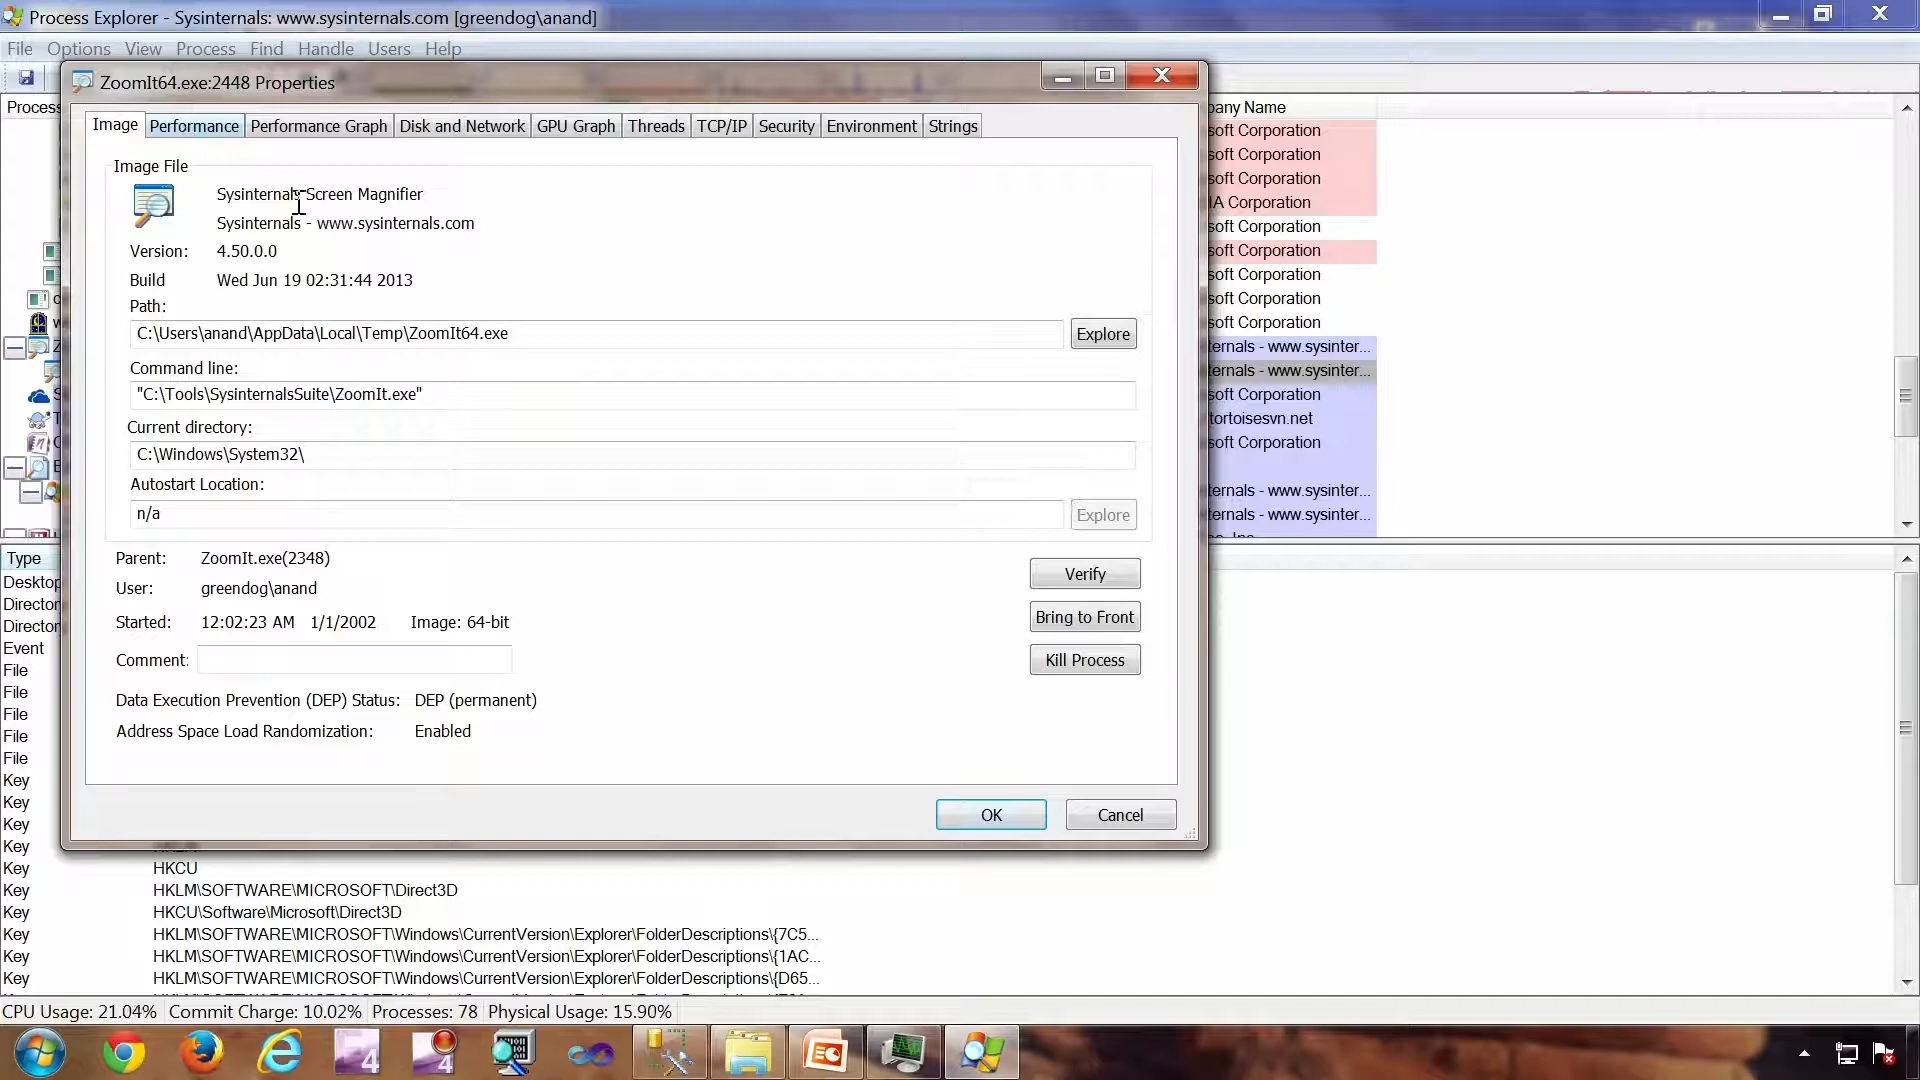 Process Explorer - Sysinternals: www.sysinternals.com [greendog\anand]
File Options View Process Find Handle Users Help
ZoomIt64.exe:2448 Properties
Image Performance Performance Graph Disk and Network GPU Graph Threads TCP/IP Security Environment Strings
Image File
Sysinternals Screen Magnifier
Sysinternals - www.sysinternals.com
Version: 4.50.0.0
Build Wed Jun 19 02:31:44 2013
Path:
C:\Users\anand\AppData\Local\Temp\ZoomIt64.exe Explore
Command line:
"C:\Tools\SysinternalsSuite\ZoomIt.exe"
Current directory:
C:\Windows\System32\
Autostart Location:
n/a Explore
Parent: ZoomIt.exe(2348)
User: greendog\anand
Started: 12:02:23 AM 1/1/2002 Image: 64-bit
Comment:
Data Execution Prevention (DEP) Status: DEP (permanent)
Address Space Load Randomization: Enabled
Verify
Bring to Front
Kill Process
OK Cancel
Process
pany Name
soft Corporation
soft Corporation
soft Corporation
IA Corporation
soft Corporation
soft Corporation
soft Corporation
soft Corporation
soft Corporation
ternals - www.sysinter...
ternals - www.sysinter...
soft Corporation
tortoisesvn.net
soft Corporation
ternals - www.sysinter...
ternals - www.sysinter...
Type
Desktop
Director
Director
Event
File
File
File
File
File
Key
Key
Key
Key
Key HKCU
Key HKLM\SOFTWARE\MICROSOFT\Direct3D
Key HKCU\Software\Microsoft\Direct3D
Key HKLM\SOFTWARE\MICROSOFT\Windows\CurrentVersion\Explorer\FolderDescriptions\{7C5...
Key HKLM\SOFTWARE\MICROSOFT\Windows\CurrentVersion\Explorer\FolderDescriptions\{1AC...
Key HKLM\SOFTWARE\MICROSOFT\Windows\CurrentVersion\Explorer\FolderDescriptions\{D65...
CPU Usage: 21.04% Commit Charge: 10.02% Processes: 78 Physical Usage: 15.90%